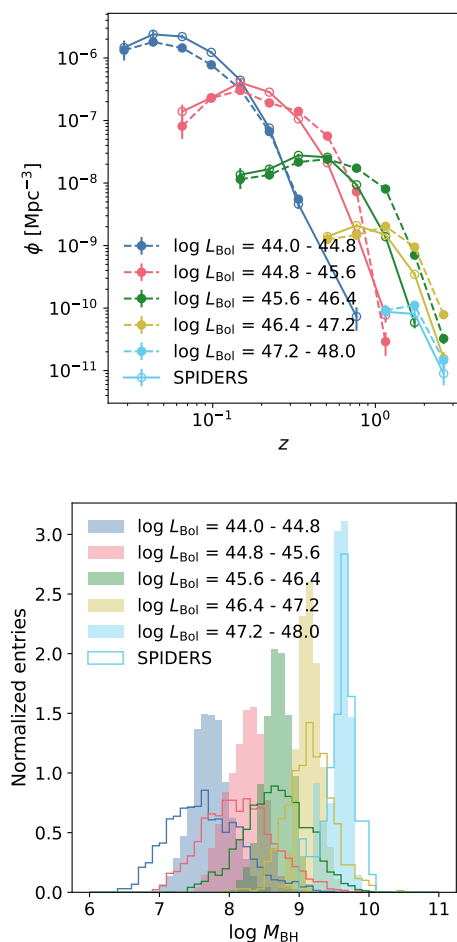 10⁻⁶
10⁻⁷
10⁻⁸
10⁻⁹
10⁻¹⁰
10⁻¹¹
ϕ [Mpc⁻³]
log L_Bol = 44.0 - 44.8
log L_Bol = 44.8 - 45.6
log L_Bol = 45.6 - 46.4
log L_Bol = 46.4 - 47.2
log L_Bol = 47.2 - 48.0
SPIDERS
10⁻¹ 10⁰
z
3.0
2.5
2.0
1.5
1.0
0.5
0.0
Normalized entries
log L_Bol = 44.0 - 44.8
log L_Bol = 44.8 - 45.6
log L_Bol = 45.6 - 46.4
log L_Bol = 46.4 - 47.2
log L_Bol = 47.2 - 48.0
SPIDERS
6 7 8 9 10 11
log M_BH